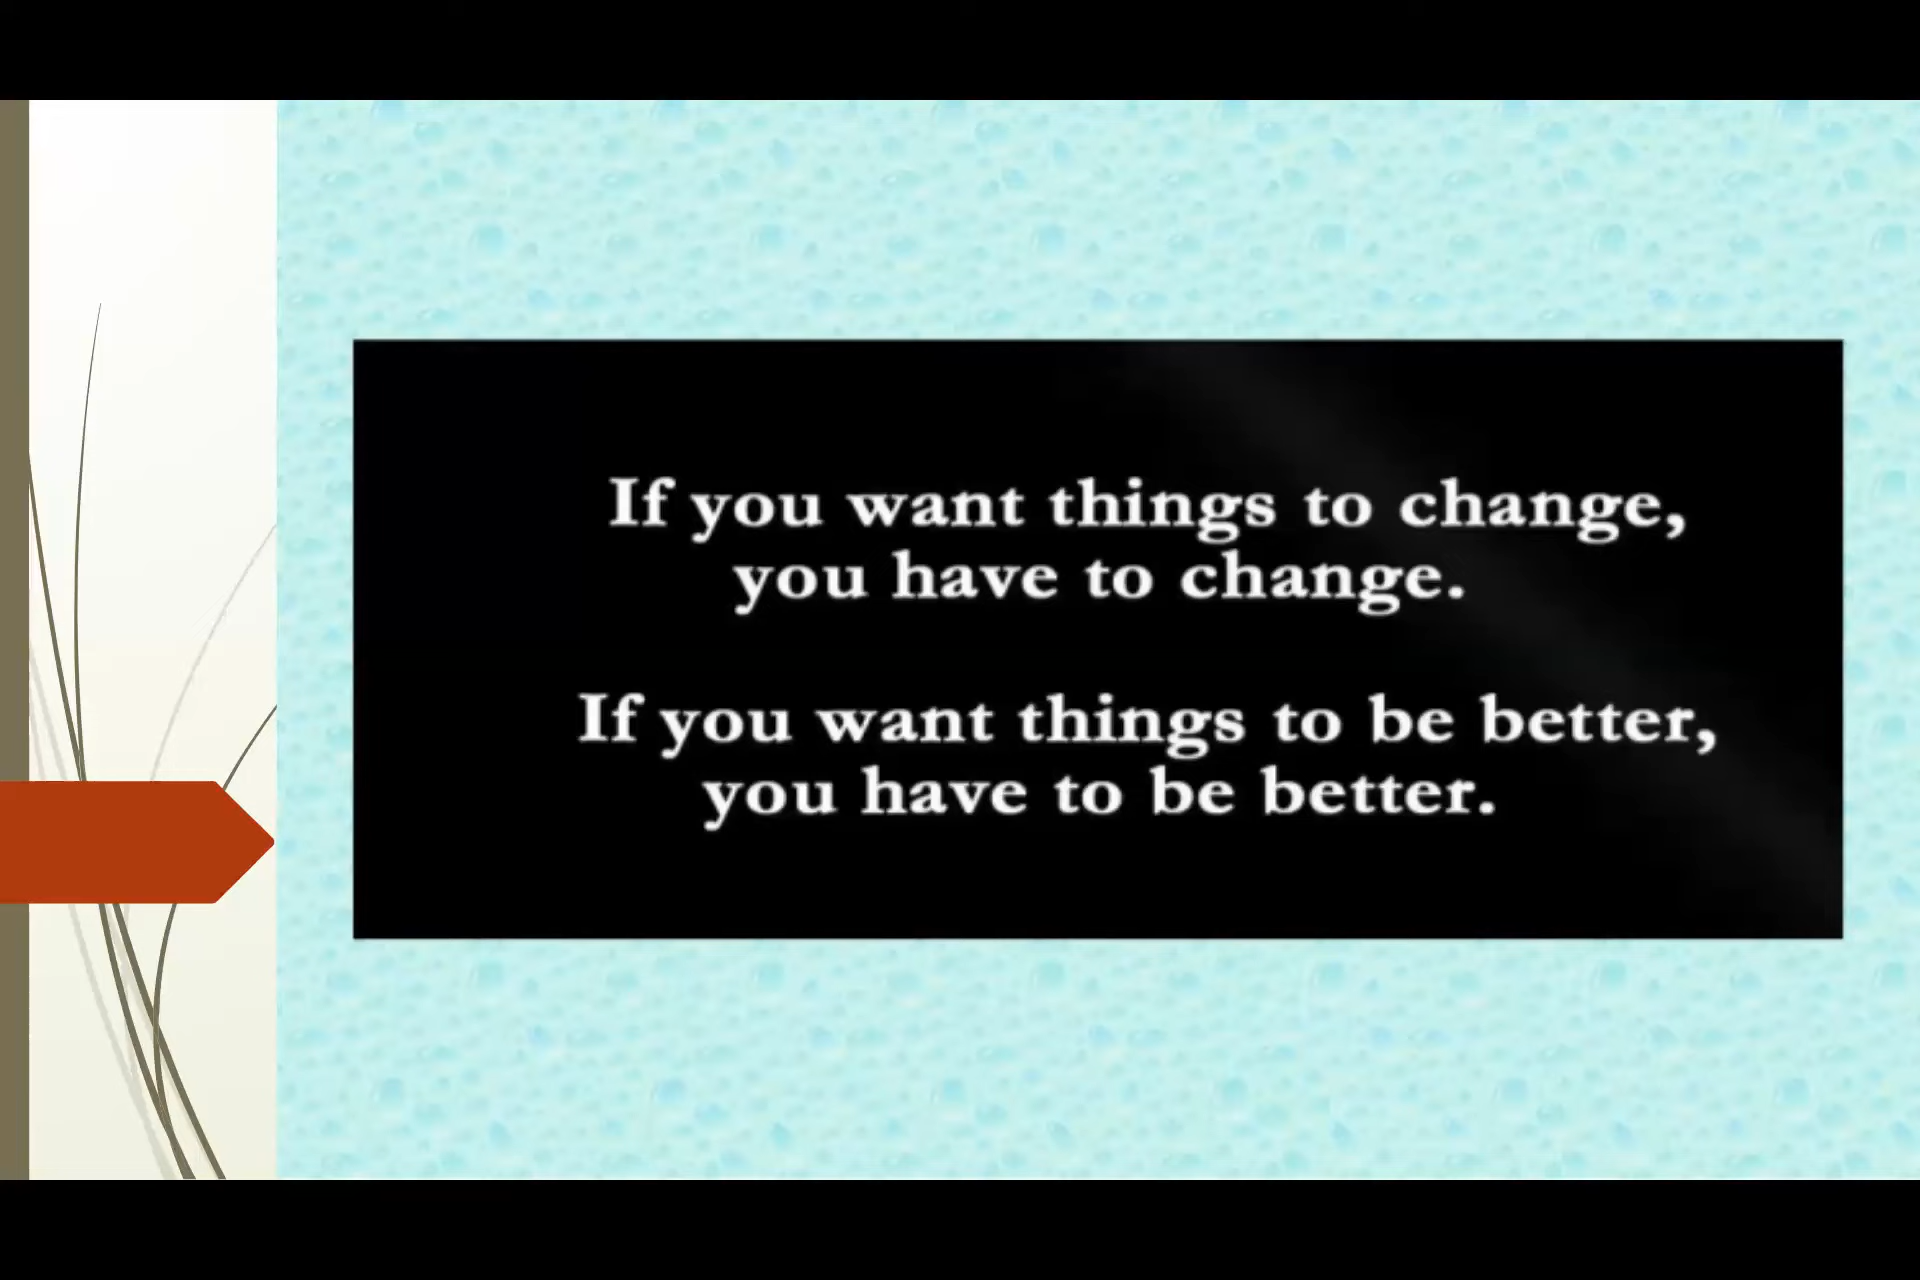 If you want things to change,
you have to change.
If you want things to be better,
you have to be better.